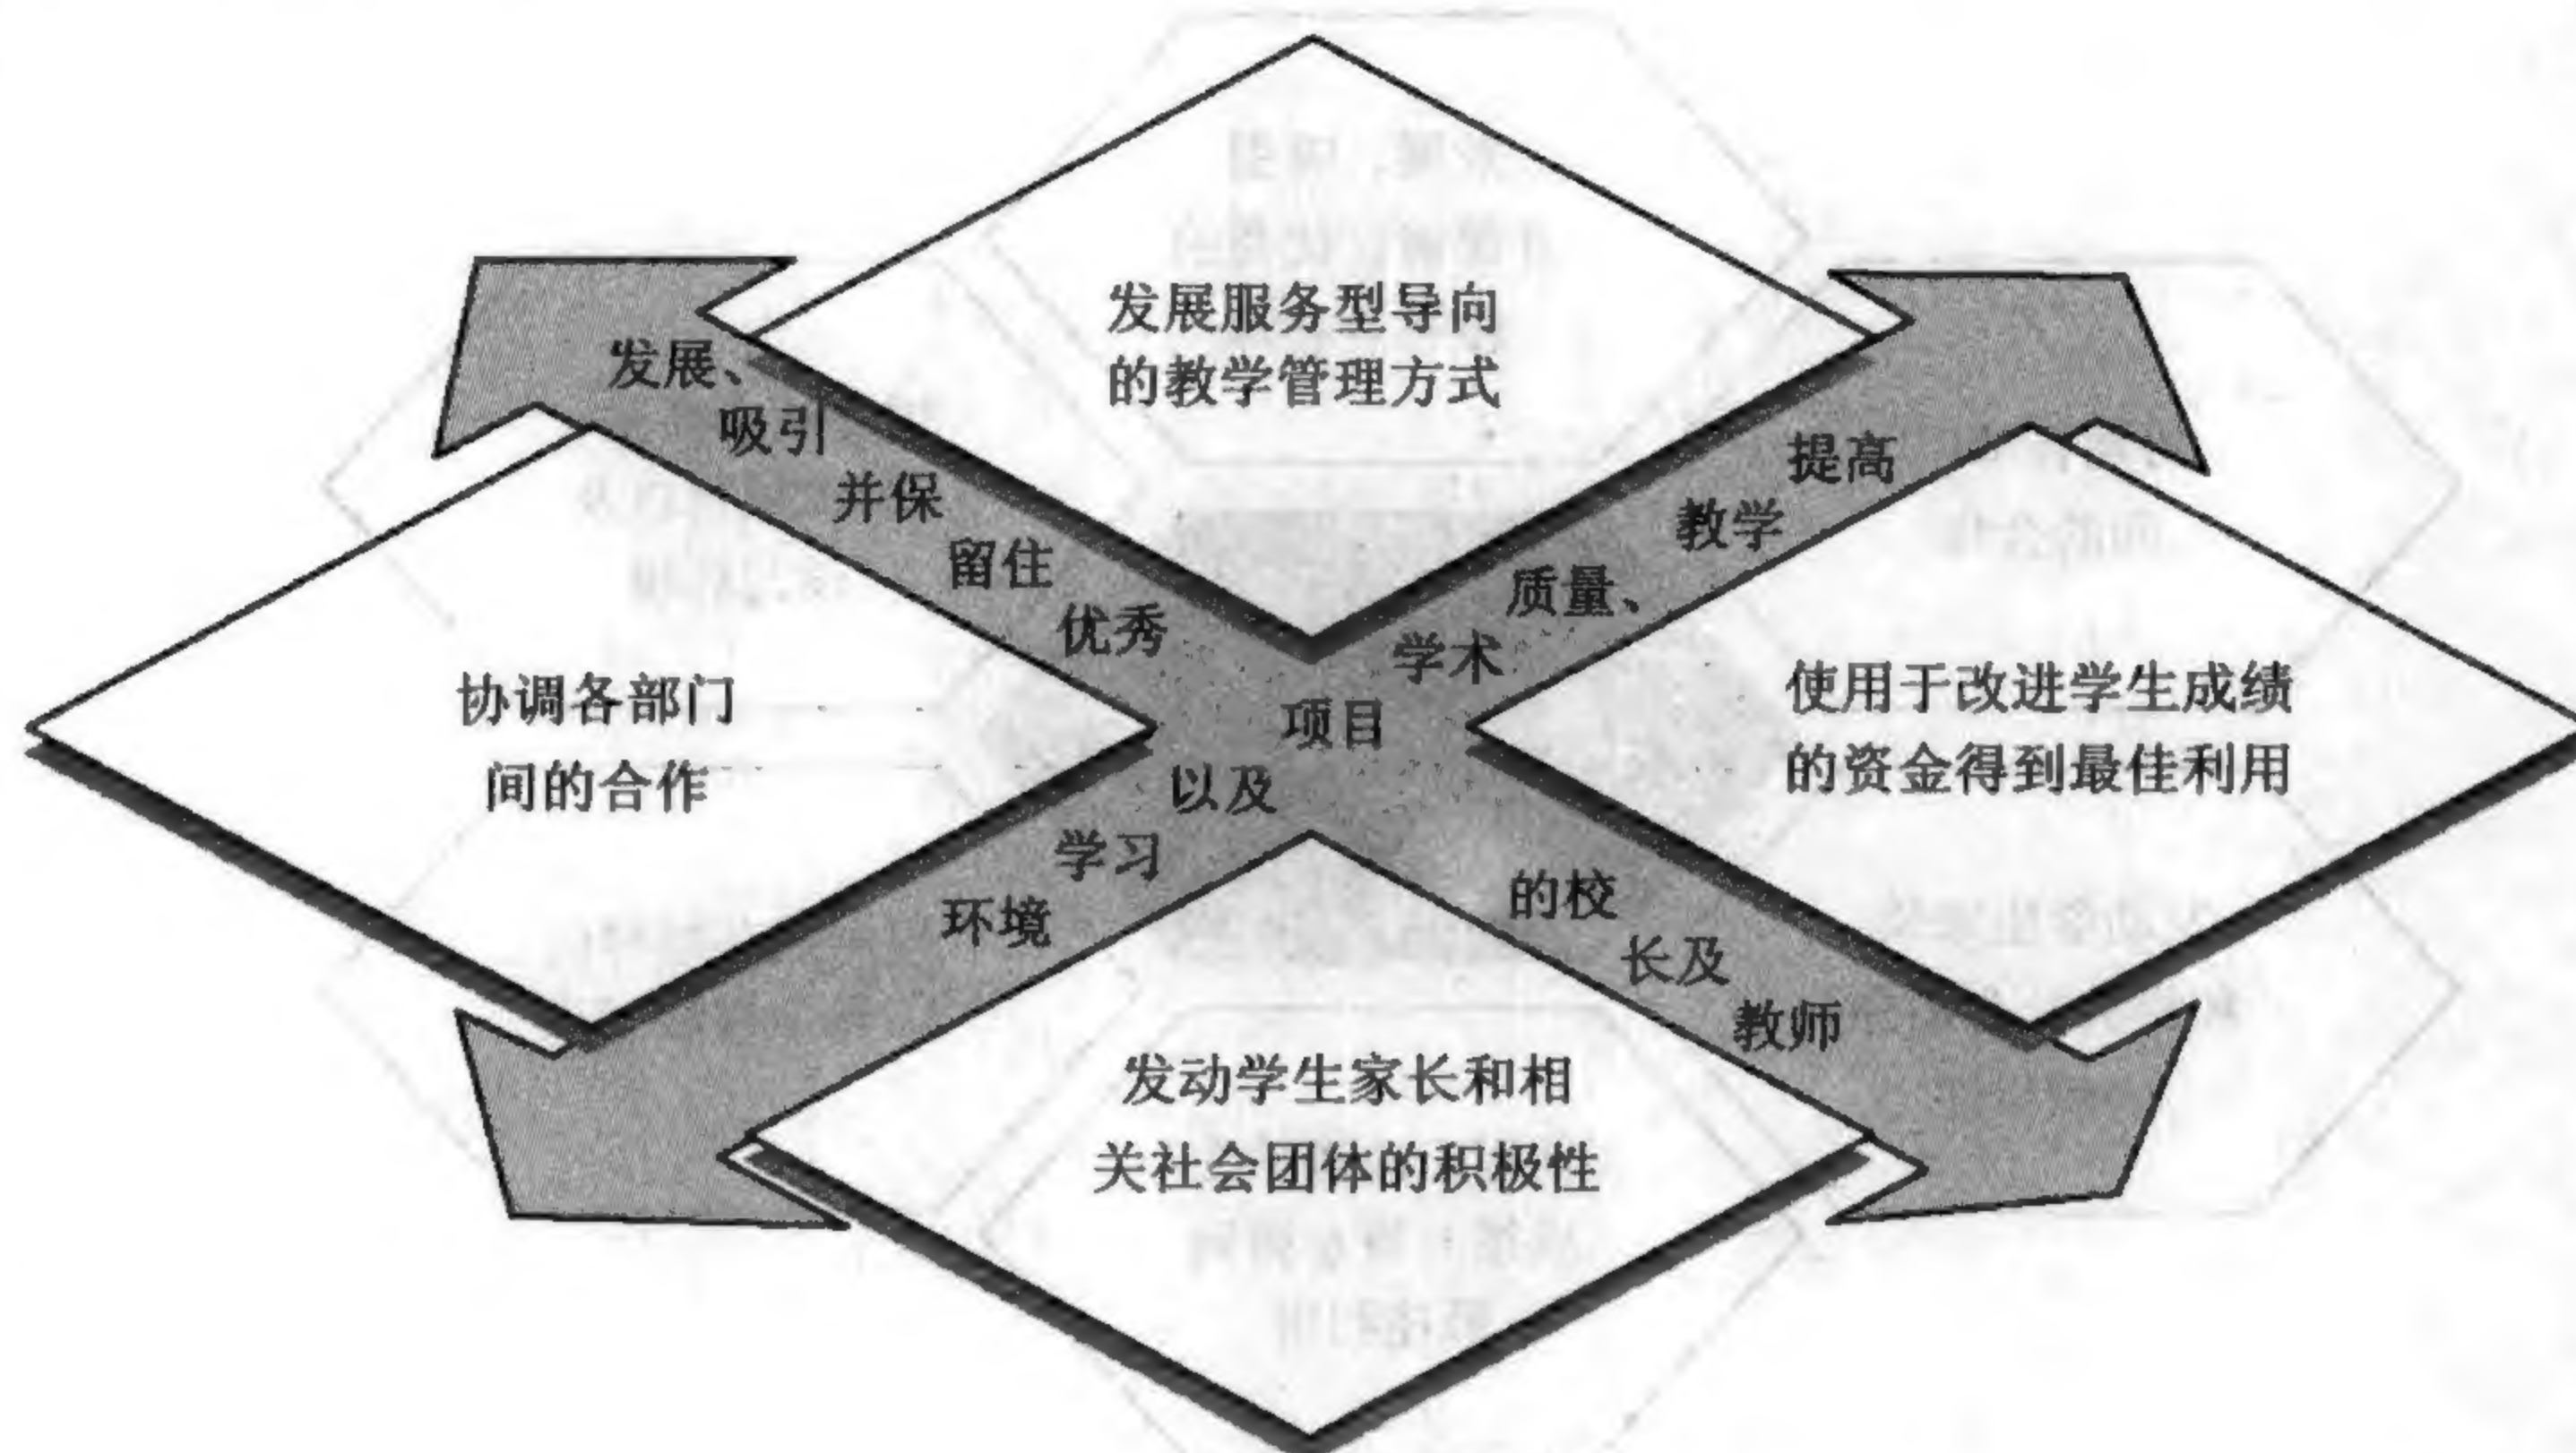 发展服务型导向
的教学管理方式
发展、
吸引
并保
留住
优秀
的校
长及
教师
提高
教学
质量、
学术
项目
以及
学习
环境
协调各部门
间的合作
使用于改进学生成绩
的资金得到最佳利用
发动学生家长和相
关社会团体的积极性